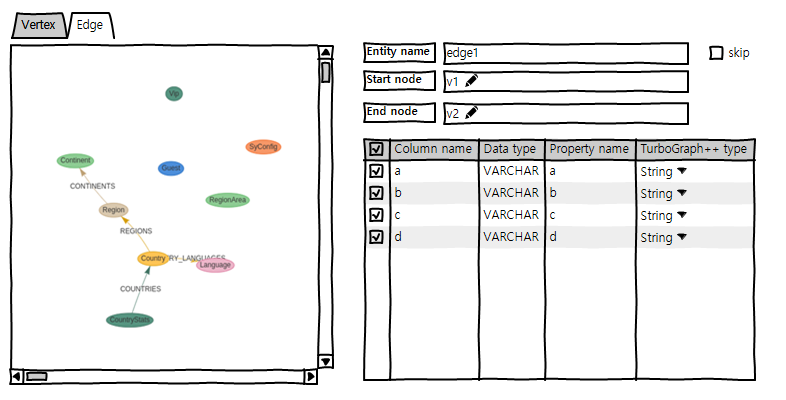 Vertex Edge
Entity name edge1 skip
Start node v1
End node v2
Column name Data type Property name TurboGraph++ type
a VARCHAR a String
b VARCHAR b String
c VARCHAR c String
d VARCHAR d String
Vip
SyConfig
Continent
Guest
CONTINENTS
RegionArea
Region
REGIONS
Country RY_LANGUAGES
Language
COUNTRIES
CountryStats